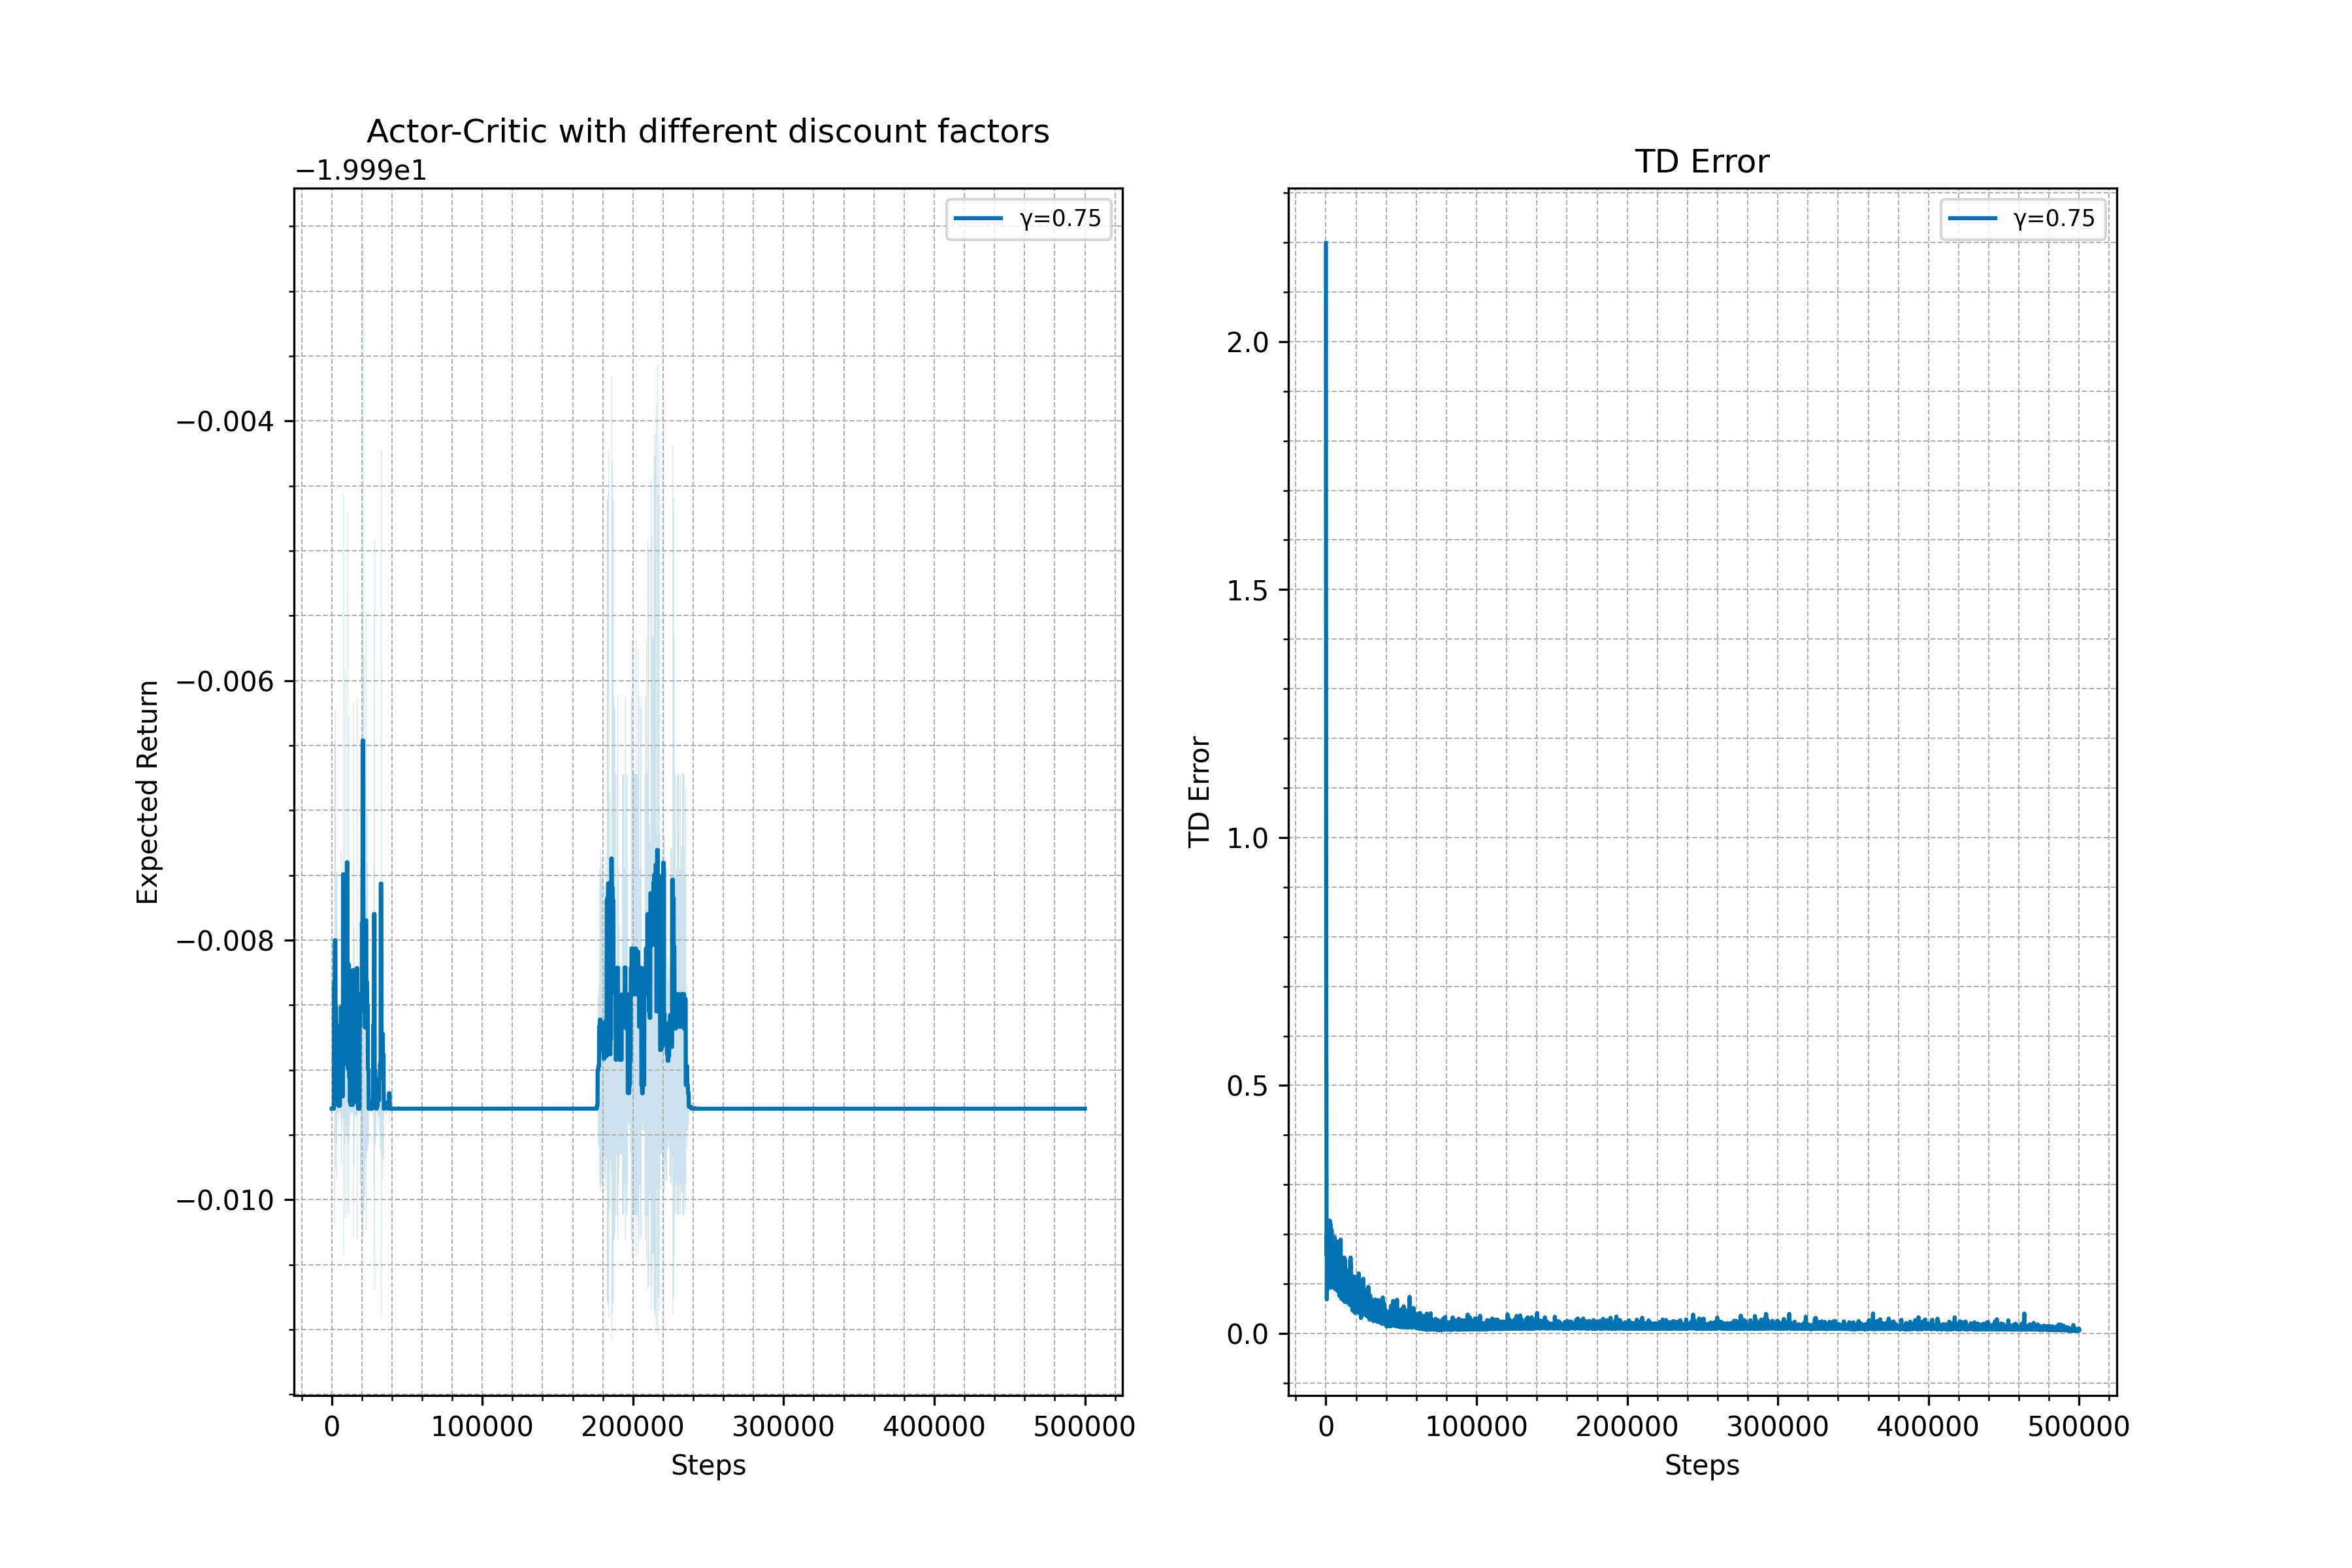 Actor-Critic with different discount factors
−1.999e1
γ=0.75
−0.004
−0.006
−0.008
−0.010
Expected Return
0 100000 200000 300000 400000 500000
Steps
TD Error
γ=0.75
2.0
1.5
1.0
0.5
0.0
TD Error
0 100000 200000 300000 400000 500000
Steps